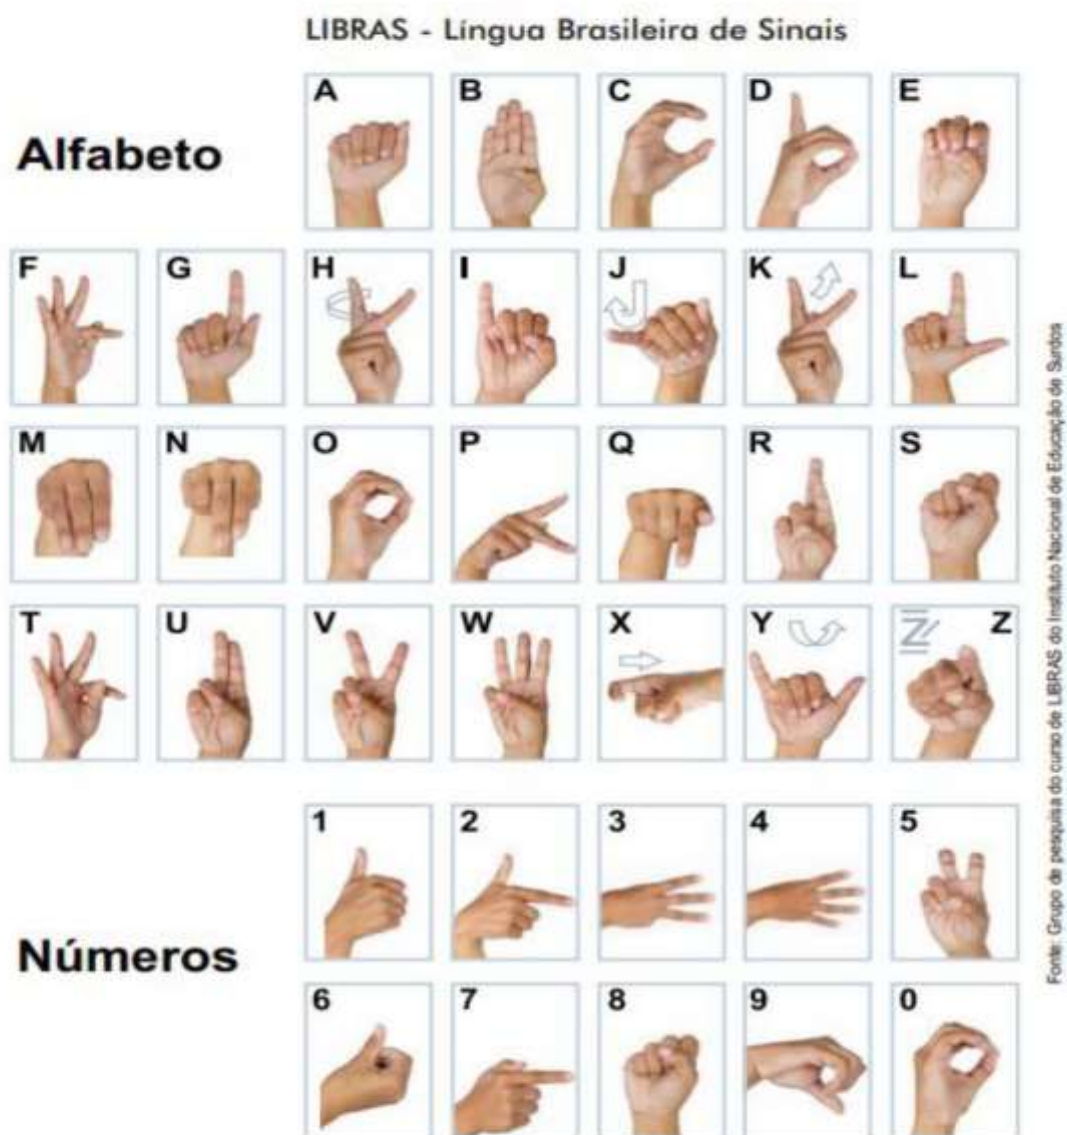 LIBRAS - Língua Brasileira de Sinais
Alfabeto
A B C D E
F G H I J K L
M N O P Q R S
T U V W X Y Z Z
Números
1 2 3 4 5
6 7 8 9 0
Fonte: Grupo de pesquisa do curso de LIBRAS do Instituto Nacional de Educação de Surdos